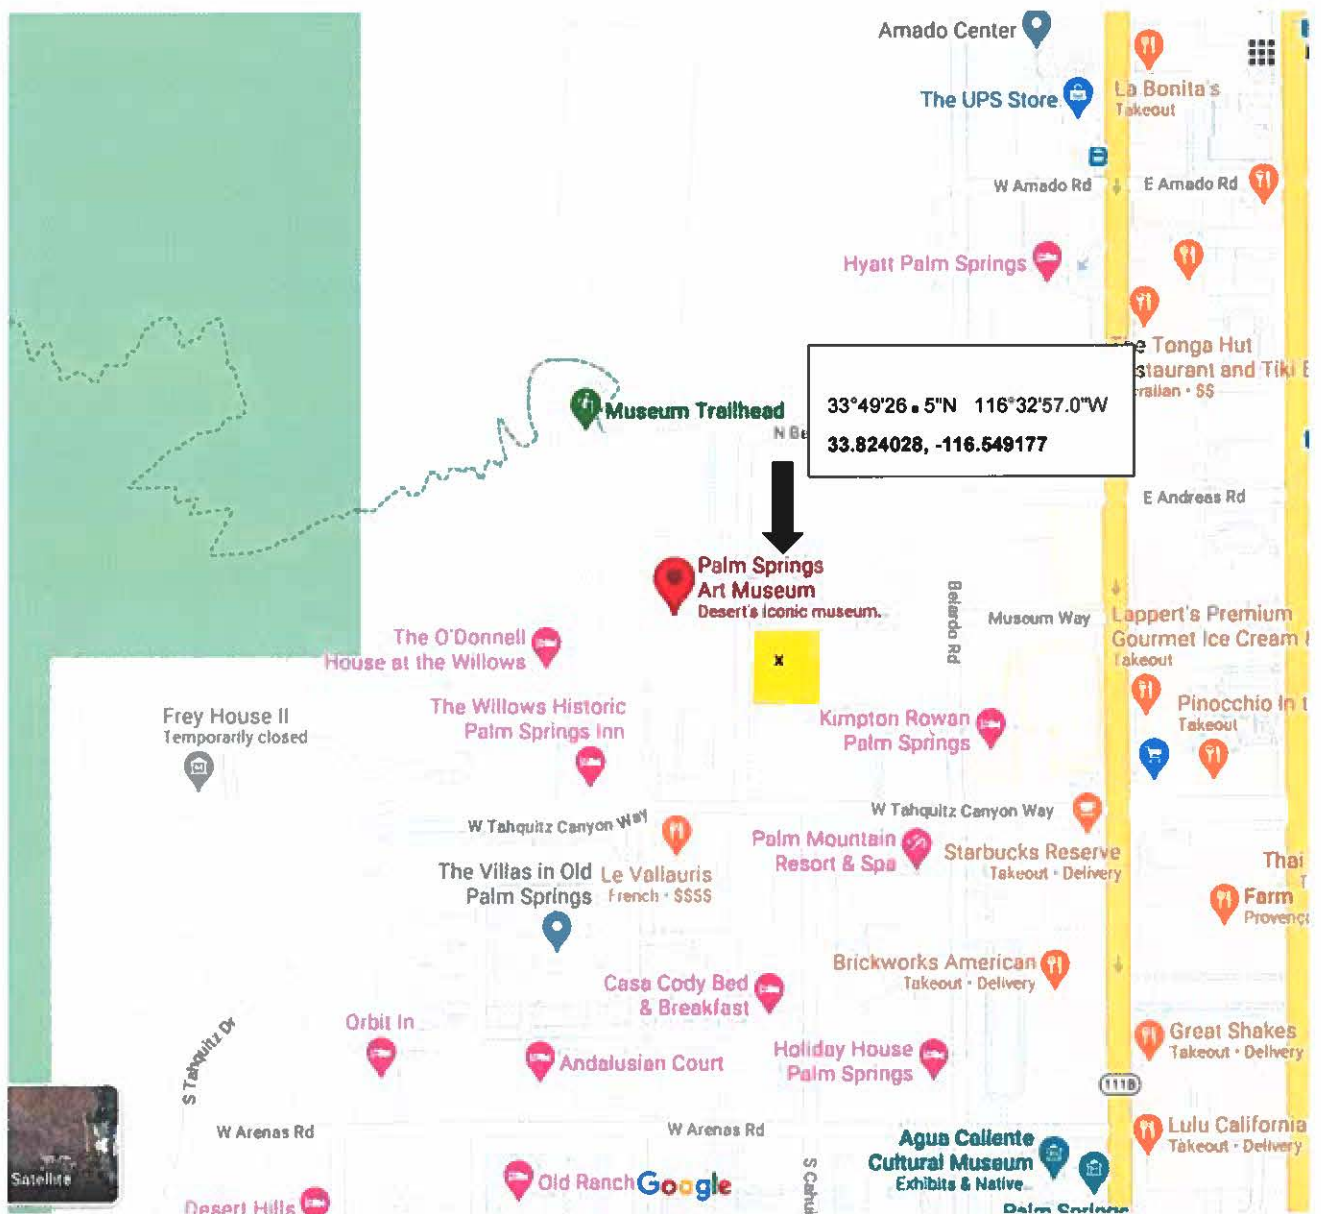 Amado Center
The UPS Store
La Bonita's
Takeout
W Amado Rd
E Amado Rd
Hyatt Palm Springs
Tonga Hut
staurant and Tiki
$$
Museum Trailhead
33°49'26.5"N 116°32'57.0"W
33.824028, -116.549177
N
E Andreas Rd
Palm Springs
Art Museum
Desert's iconic museum.
Belardo Rd
Museum Way
Lappert's Premium
Gourmet Ice Cream
Takeout
The O'Donnell
House at the Willows
x
The Willows Historic
Palm Springs Inn
Frey House II
Temporarily closed
Kimpton Rowan
Palm Springs
Pinocchio in t
Takeout
W Tahquitz Canyon Way
W Tahquitz Canyon Way
Palm Mountain
Resort & Spa
Starbucks Reserve
Takeout · Delivery
The Villas in Old
Palm Springs
Le Vallauris
French · $$$$
Thai
Farm
Provenç
Brickworks American
Takeout · Delivery
Casa Cody Bed
& Breakfast
Orbit In
Andalusian Court
Holiday House
Palm Springs
Great Shakes
Takeout · Delivery
S Tahquitz Dr
111B
W Arenas Rd
W Arenas Rd
Lulu California
Takeout · Delivery
Agua Caliente
Cultural Museum
Exhibits & Native
Satellite
Old Ranch
Google
S Cahui
Desert Hills
Palm Springs